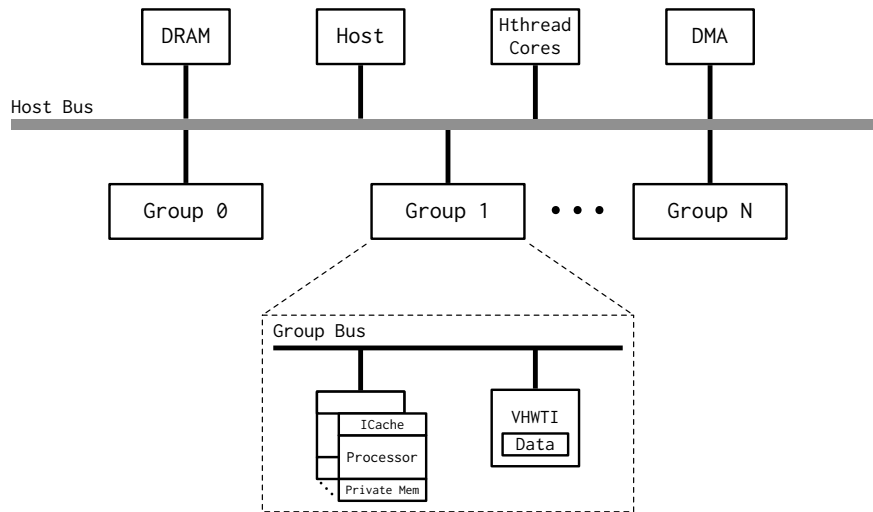 DRAM
Host
Hthread
Cores
DMA
Host Bus
Group 0
Group 1
• • •
Group N
Group Bus
ICache
Processor
Private Mem
VHWTI
Data